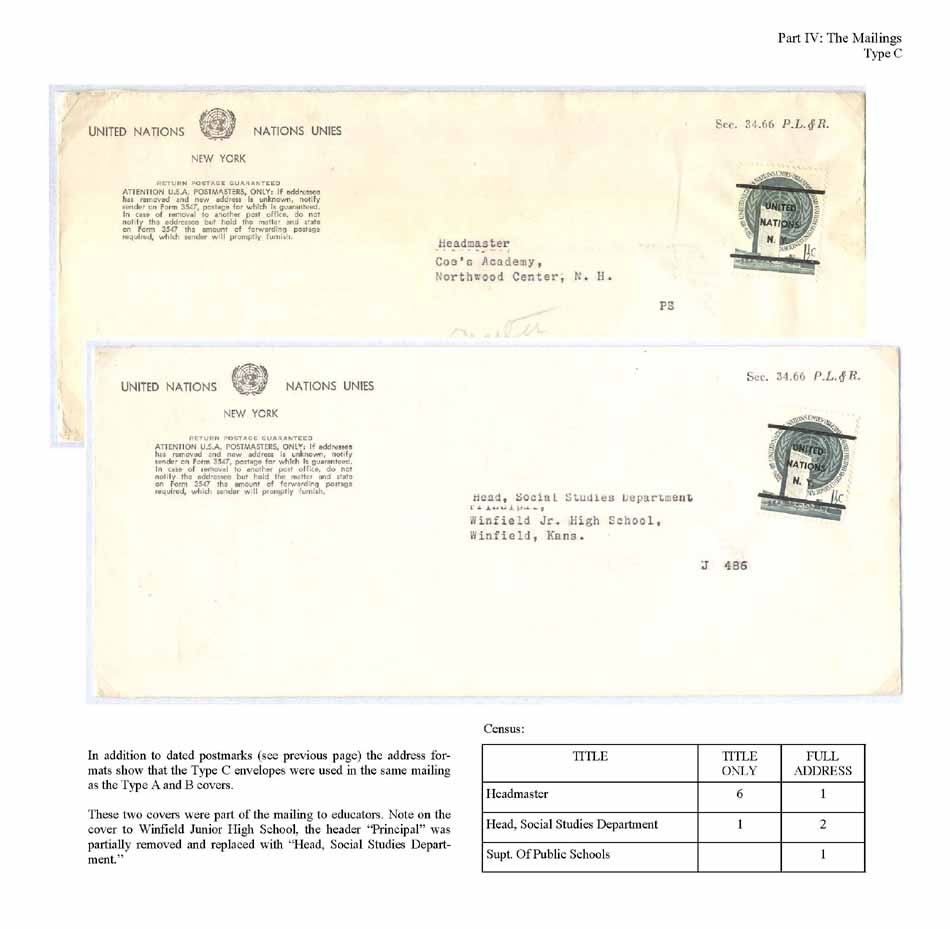 Part IV: The Mailings
Type C
UNITED NATIONS NATIONS UNIES
NEW YORK
RETURN POSTAGE GUARANTEED
ATTENTION U.S.A. POSTMASTERS, ONLY: If addressee
has removed and new address is unknown, notify
sender on Form 3547, postage for which is guaranteed.
In case of removal to another post office, do not
notify the addressee but hold the matter and state
on Form 3547 the amount of forwarding postage
required, which sender will promptly furnish.
Sec. 34.66 P.L.&R.
UNITED
NATIONS
N. Y.
1½c
Headmaster
Coe's Academy,
Northwood Center, N. H.
PS
UNITED NATIONS NATIONS UNIES
NEW YORK
RETURN POSTAGE GUARANTEED
ATTENTION U.S.A. POSTMASTERS, ONLY: If addressee
has removed and new address is unknown, notify
sender on Form 3547, postage for which is guaranteed.
In case of removal to another post office, do not
notify the addressee but hold the matter and state
on Form 3547 the amount of forwarding postage
required, which sender will promptly furnish.
Sec. 34.66 P.L.&R.
UNITED
NATIONS
N. Y.
1½c
Head, Social Studies Department
Winfield Jr. High School,
Winfield, Kans.
J 486
In addition to dated postmarks (see previous page) the address for-
mats show that the Type C envelopes were used in the same mailing
as the Type A and B covers.
These two covers were part of the mailing to educators. Note on the
cover to Winfield Junior High School, the header “Principal” was
partially removed and replaced with “Head, Social Studies Depart-
ment.”
Census:
TITLE TITLE ONLY FULL ADDRESS
Headmaster 6 1
Head, Social Studies Department 1 2
Supt. Of Public Schools 1